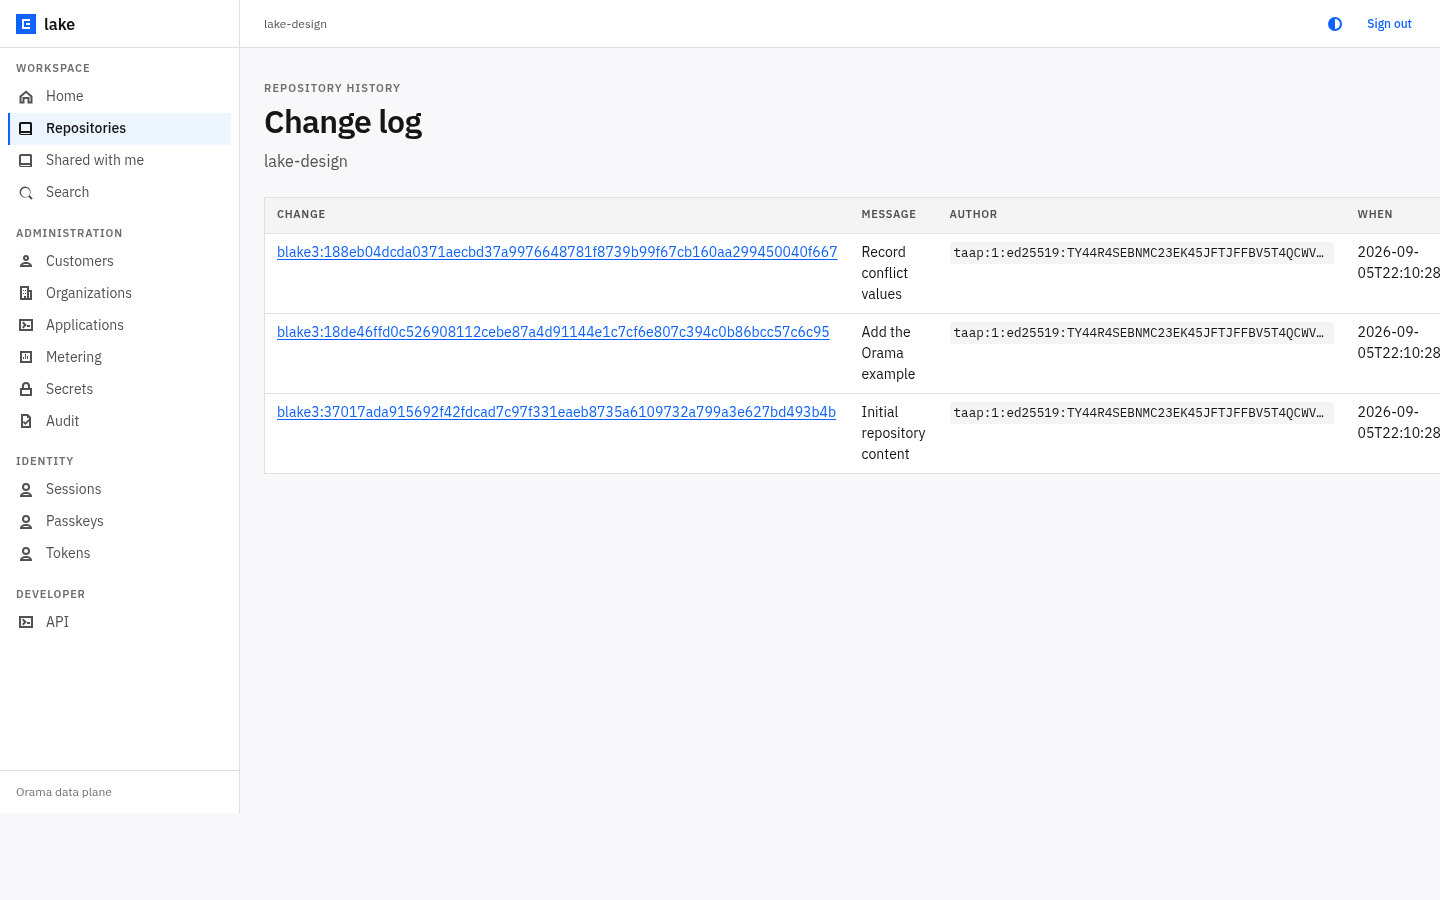 lake
lake-design
Sign out
WORKSPACE
Home
Repositories
Shared with me
Search
ADMINISTRATION
Customers
Organizations
Applications
Metering
Secrets
Audit
IDENTITY
Sessions
Passkeys
Tokens
DEVELOPER
API
Orama data plane
REPOSITORY HISTORY
Change log
lake-design
CHANGE MESSAGE AUTHOR WHEN
blake3:188eb04dcda0371aecbd37a9976648781f8739b99f67cb160aa299450040f667
Record
conflict
values
taap:1:ed25519:TY44R4SEBNMC23EK45JFTJFFBV5T4QCWV…
2026-09-
05T22:10:28
blake3:18de46ffd0c526908112cebe87a4d91144e1c7cf6e807c394c0b86bcc57c6c95
Add the
Orama
example
taap:1:ed25519:TY44R4SEBNMC23EK45JFTJFFBV5T4QCWV…
2026-09-
05T22:10:28
blake3:37017ada915692f42fdcad7c97f331eaeb8735a6109732a799a3e627bd493b4b
Initial
repository
content
taap:1:ed25519:TY44R4SEBNMC23EK45JFTJFFBV5T4QCWV…
2026-09-
05T22:10:28